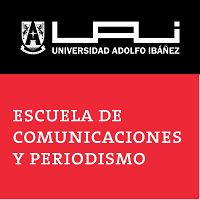 UAI
UNIVERSIDAD ADOLFO IBÁÑEZ
ESCUELA DE
COMUNICACIONES
Y PERIODISMO